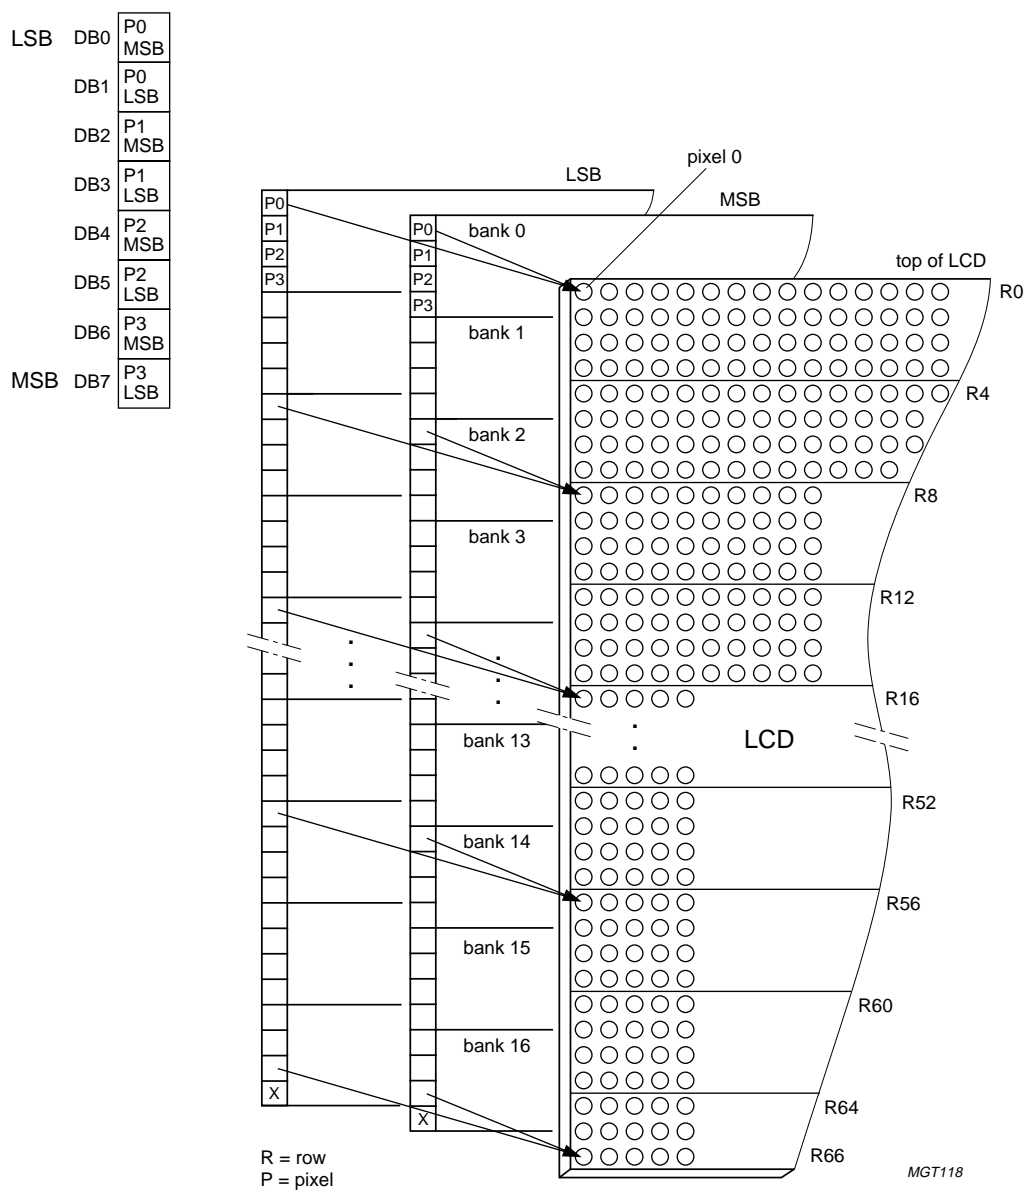 LSB DB0 P0 MSB
DB1 P0 LSB
DB2 P1 MSB
DB3 P1 LSB
DB4 P2 MSB
DB5 P2 LSB
DB6 P3 MSB
MSB DB7 P3 LSB
pixel 0
LSB
MSB
P0
P1
P2
P3
P0
P1
P2
P3
bank 0
bank 1
bank 2
bank 3
bank 13
bank 14
bank 15
bank 16
X
X
top of LCD
R0
R4
R8
R12
R16
LCD
R52
R56
R60
R64
R66
R = row
P = pixel
MGT118